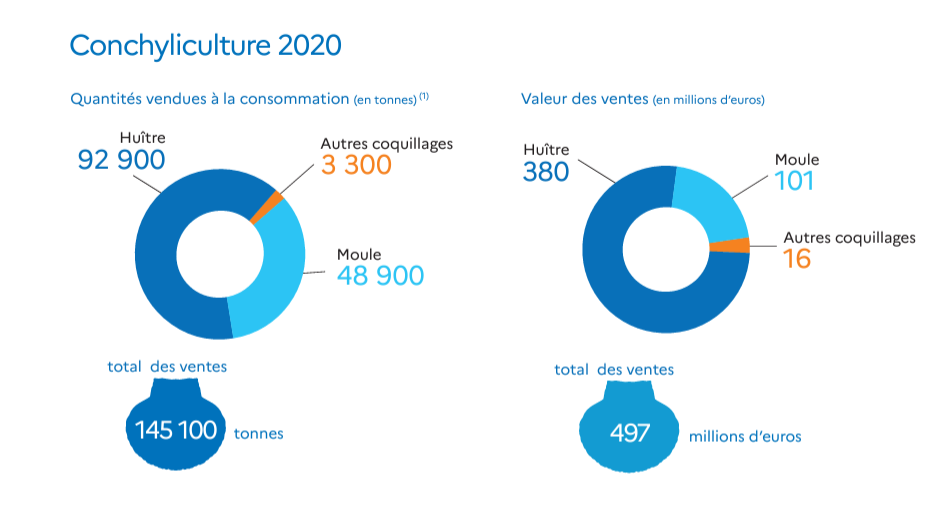 Conchyliculture 2020
Quantités vendues à la consommation (en tonnes) (1)
Huître
92 900
Autres coquillages
3 300
Moule
48 900
total des ventes
145 100 tonnes
Valeur des ventes (en millions d'euros)
Huître
380
Moule
101
Autres coquillages
16
total des ventes
497 millions d'euros